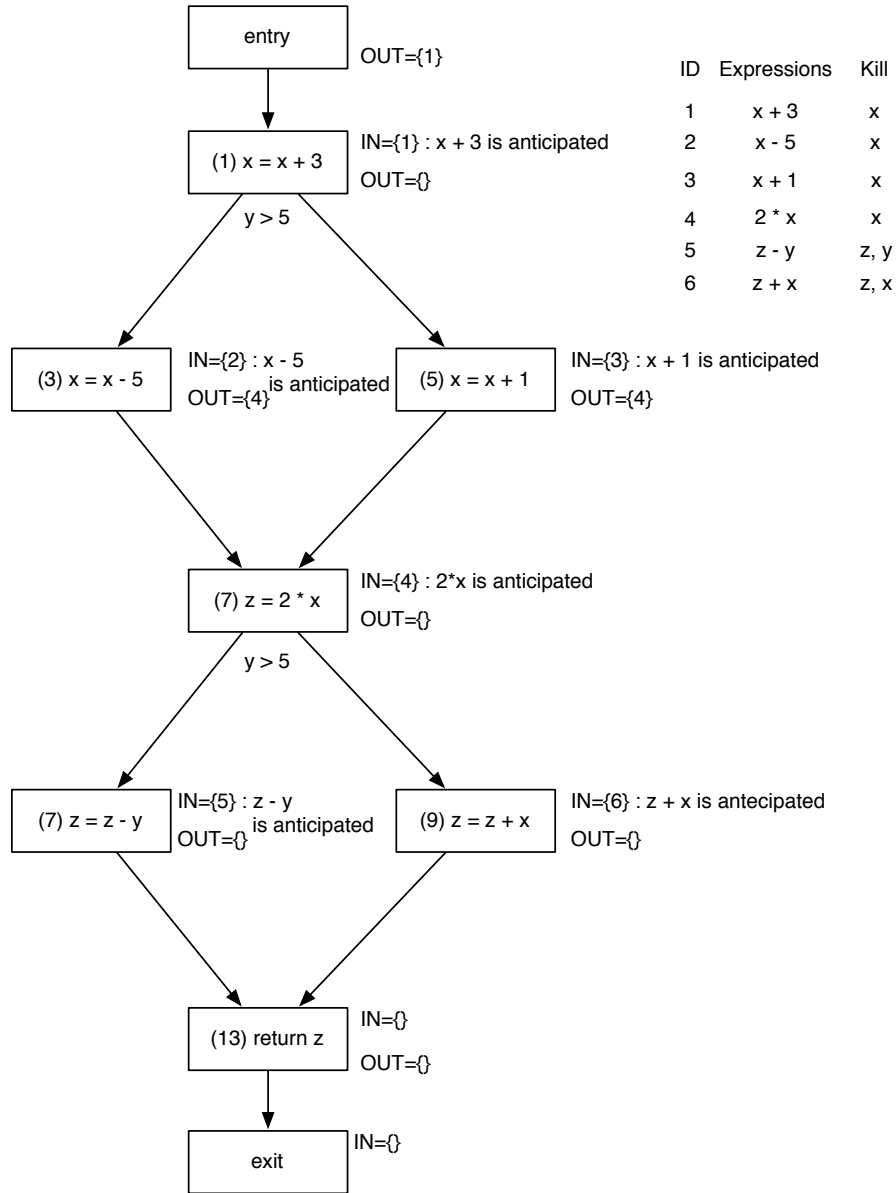 entry
OUT={1}
ID Expressions Kill
1 x + 3 x
2 x - 5 x
3 x + 1 x
4 2 * x x
5 z - y z, y
6 z + x z, x
(1) x = x + 3
IN={1} : x + 3 is anticipated
OUT={}
y > 5
(3) x = x - 5
IN={2} : x - 5
is anticipated
OUT={4}
(5) x = x + 1
IN={3} : x + 1 is anticipated
OUT={4}
(7) z = 2 * x
IN={4} : 2*x is anticipated
OUT={}
y > 5
(7) z = z - y
IN={5} : z - y
is anticipated
OUT={}
(9) z = z + x
IN={6} : z + x is antecipated
OUT={}
(13) return z
IN={}
OUT={}
exit
IN={}